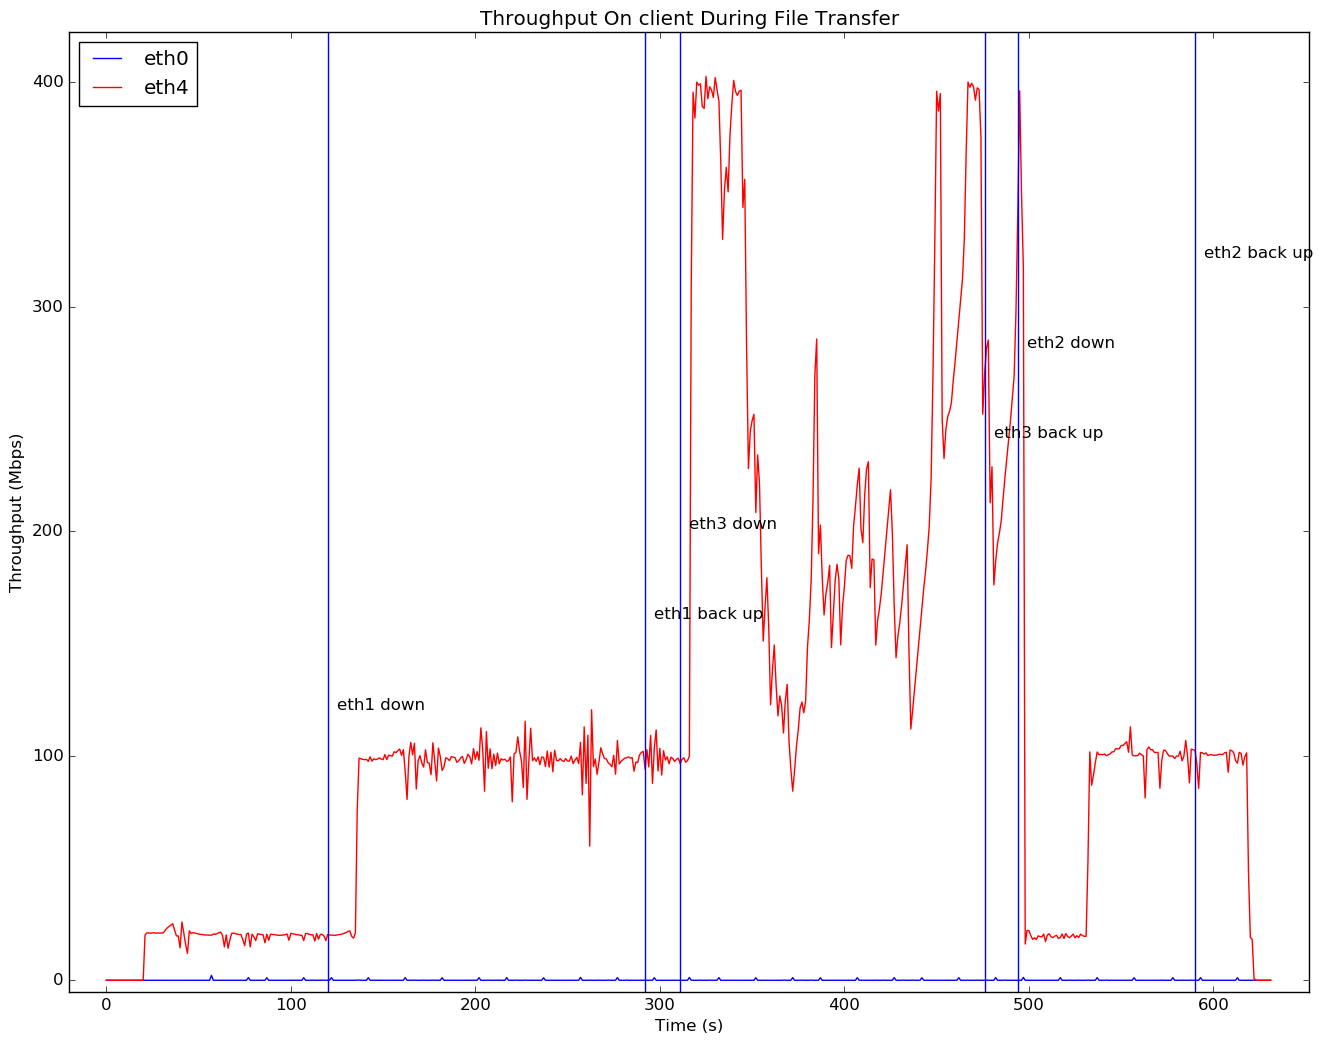 Throughput On client During File Transfer
eth0
eth4
400
300
200
100
0
Throughput (Mbps)
eth2 back up
eth2 down
eth3 back up
eth3 down
eth1 back up
eth1 down
0 100 200 300 400 500 600
Time (s)